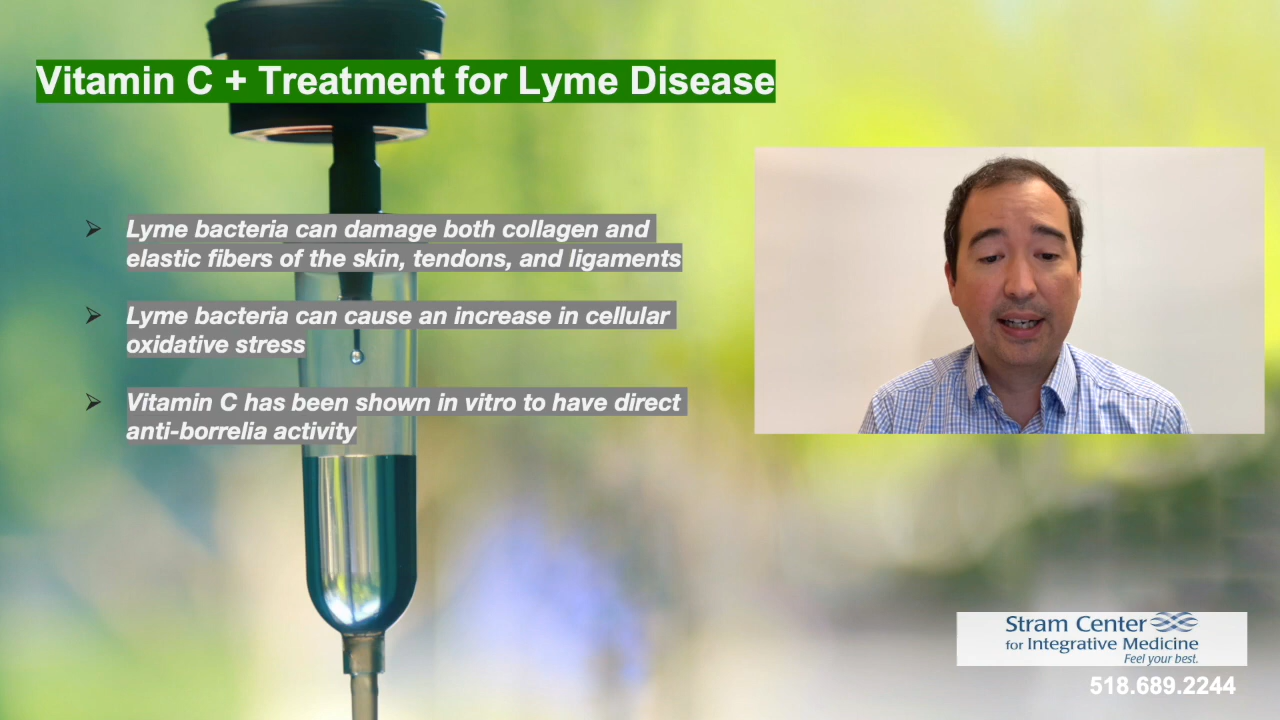 Vitamin C + Treatment for Lyme Disease
Lyme bacteria can damage both collagen and
elastic fibers of the skin, tendons, and ligaments
Lyme bacteria can cause an increase in cellular
oxidative stress
Vitamin C has been shown in vitro to have direct
anti-borrelia activity
Stram Center
for Integrative Medicine
Feel your best.
518.689.2244